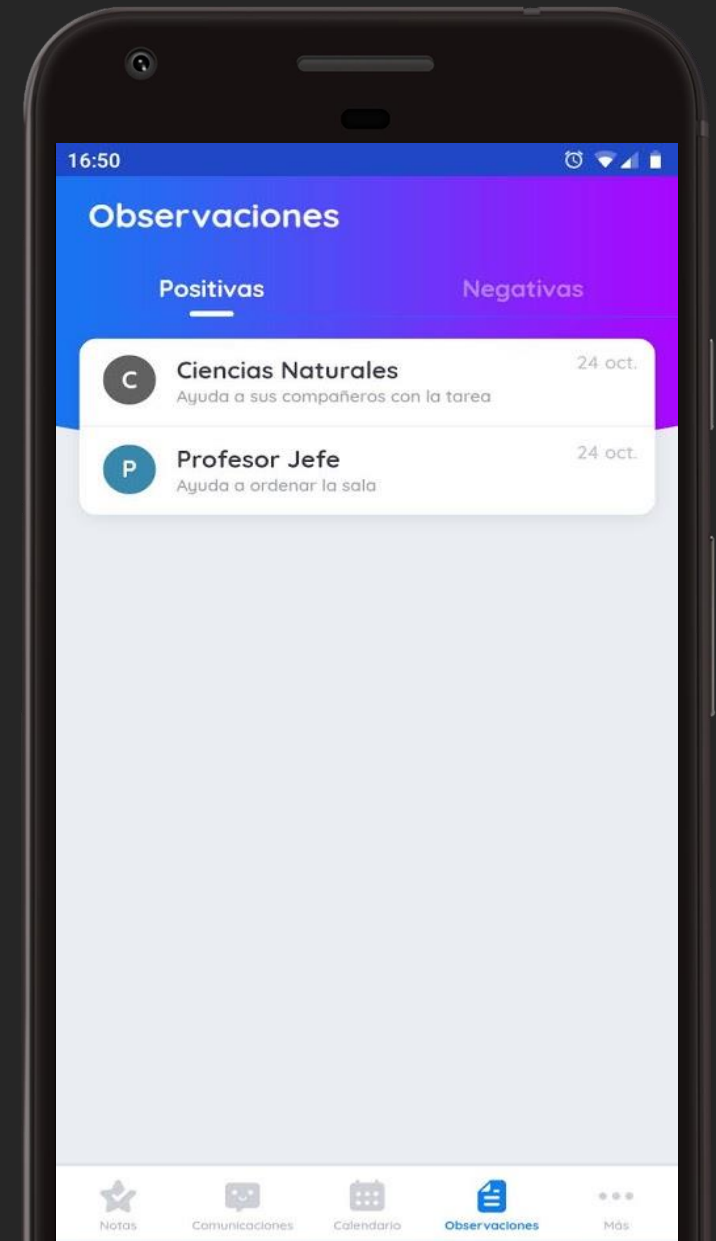 16:50
Observaciones
Positivas Negativas
C Ciencias Naturales 24 oct.
Ayuda a sus compañeros con la tarea
P Profesor Jefe 24 oct.
Ayuda a ordenar la sala
Notas Comunicaciones Calendario Observaciones Más